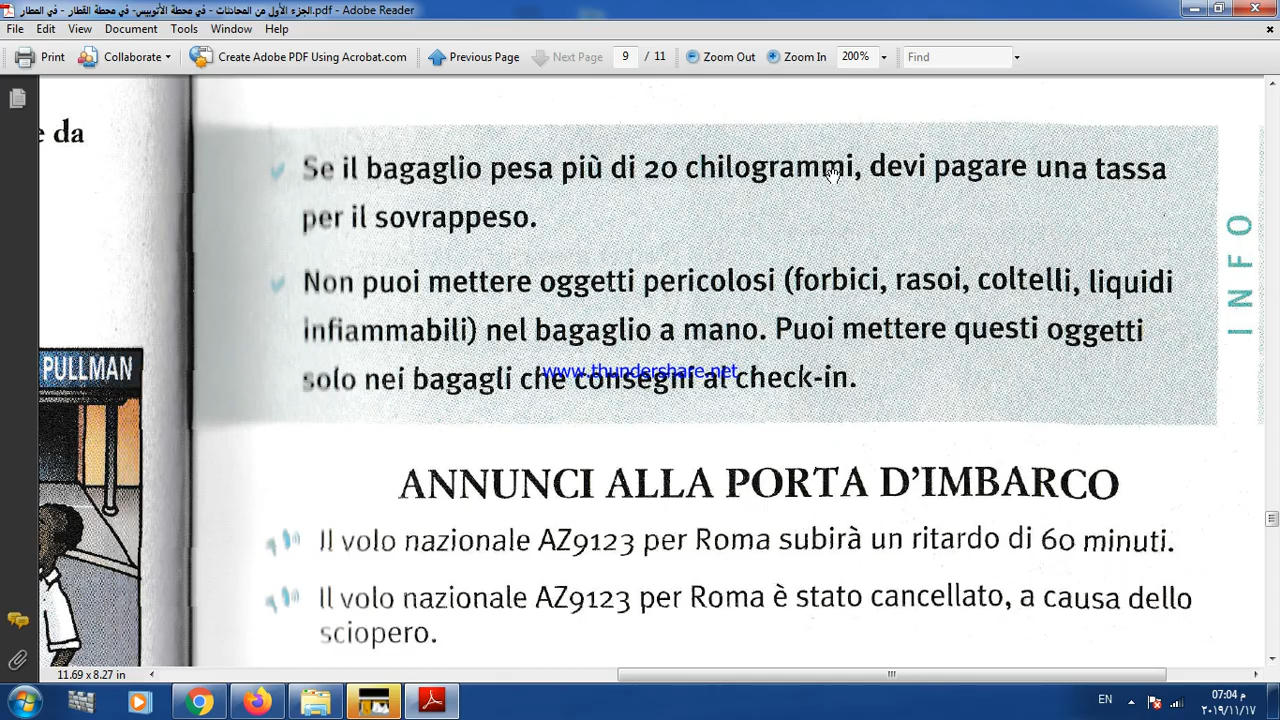 الجزء الأول من المحادثات - في محطة الأتوبيس- في محطة القطار - في المطار.pdf - Adobe Reader
File Edit View Document Tools Window Help
Print Collaborate Create Adobe PDF Using Acrobat.com Previous Page Next Page 9 / 11 Zoom Out Zoom In 200% Find
e da
Se il bagaglio pesa più di 20 chilogrammi, devi pagare una tassa
per il sovrappeso.
Non puoi mettere oggetti pericolosi (forbici, rasoi, coltelli, liquidi
infiammabili) nel bagaglio a mano. Puoi mettere questi oggetti
solo nei bagagli che consegni al check-in.
www.thundershare.net
INFO
PULLMAN
ANNUNCI ALLA PORTA D'IMBARCO
Il volo nazionale AZ9123 per Roma subirà un ritardo di 60 minuti.
Il volo nazionale AZ9123 per Roma è stato cancellato, a causa dello
sciopero.
11.69 x 8.27 in
EN
07:04 م
٢٠١٩/١١/١٧